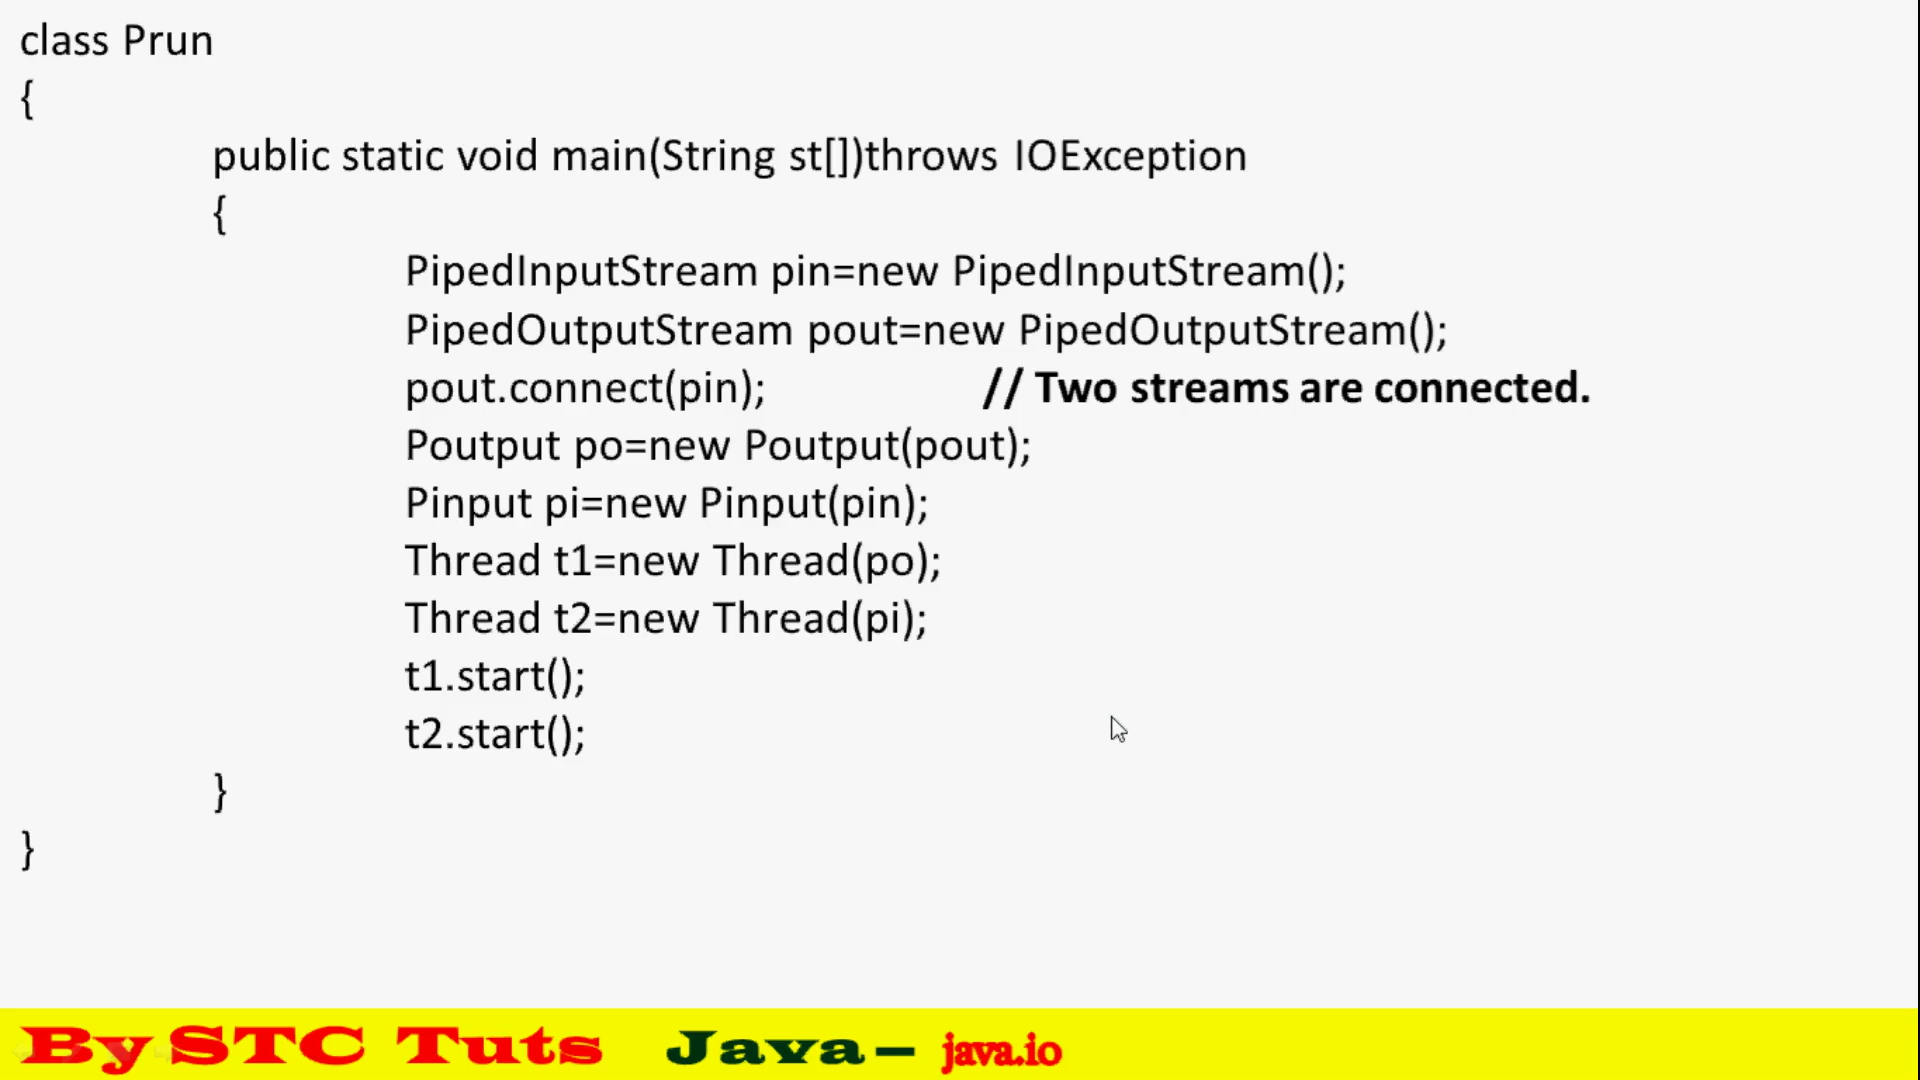 class Prun
{
public static void main(String st[])throws IOException
{
PipedInputStream pin=new PipedInputStream();
PipedOutputStream pout=new PipedOutputStream();
pout.connect(pin); // Two streams are connected.
Poutput po=new Poutput(pout);
Pinput pi=new Pinput(pin);
Thread t1=new Thread(po);
Thread t2=new Thread(pi);
t1.start();
t2.start();
}
}
By STC Tuts Java– java.io